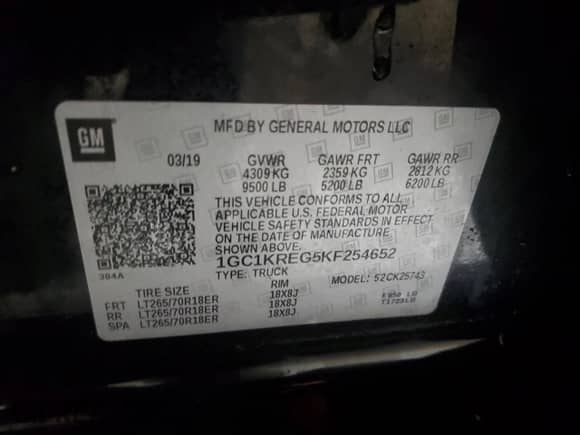 GM
MFD BY GENERAL MOTORS LLC
03/19 GVWR GAWR FRT GAWR RR
4309 KG 2359 KG 2812 KG
9500 LB 5200 LB 6200 LB
THIS VEHICLE CONFORMS TO ALL
APPLICABLE U.S. FEDERAL MOTOR
VEHICLE SAFETY STANDARDS IN EFFECT
ON THE DATE OF MANUFACTURE
SHOWN ABOVE.
384A
1GC1KREG5KF254652
TYPE: TRUCK MODEL: 52CK25743
TIRE SIZE RIM
FRT LT265/70R18ER 18X8J
RR LT265/70R18ER 18X8J
SPA LT265/70R18ER 18X8J